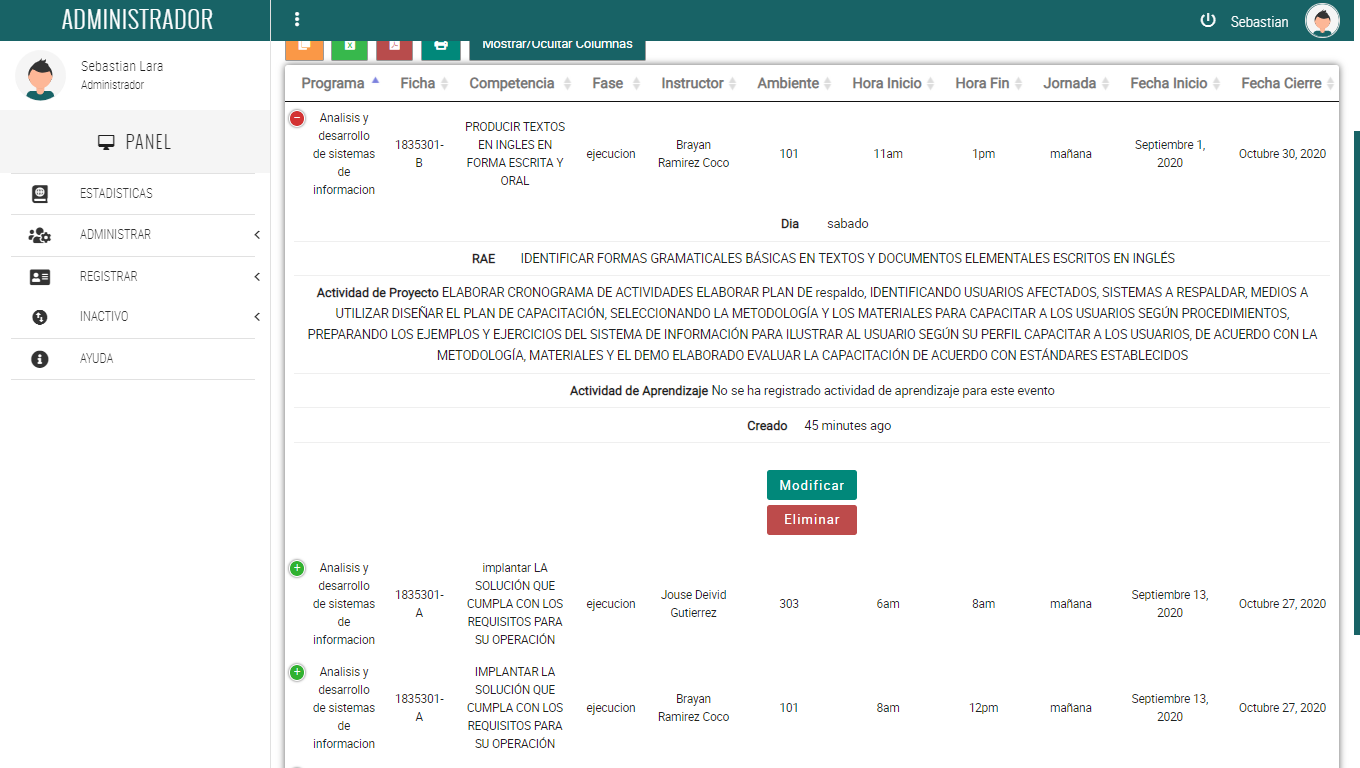 ADMINISTRADOR
Sebastian
Sebastian Lara
Administrador
PANEL
ESTADISTICAS
ADMINISTRAR
REGISTRAR
INACTIVO
AYUDA
Mostrar/Ocultar Columnas
Programa Ficha Competencia Fase Instructor Ambiente Hora Inicio Hora Fin Jornada Fecha Inicio Fecha Cierre
Analisis y
desarrollo
de sistemas
de
informacion
1835301-
B
PRODUCIR TEXTOS
EN INGLES EN
FORMA ESCRITA Y
ORAL
ejecucion
Brayan
Ramirez Coco
101
11am
1pm
mañana
Septiembre 1,
2020
Octubre 30, 2020
Dia sabado
RAE IDENTIFICAR FORMAS GRAMATICALES BÁSICAS EN TEXTOS Y DOCUMENTOS ELEMENTALES ESCRITOS EN INGLÉS
Actividad de Proyecto ELABORAR CRONOGRAMA DE ACTIVIDADES ELABORAR PLAN DE respaldo, IDENTIFICANDO USUARIOS AFECTADOS, SISTEMAS A RESPALDAR, MEDIOS A
UTILIZAR DISEÑAR EL PLAN DE CAPACITACIÓN, SELECCIONANDO LA METODOLOGÍA Y LOS MATERIALES PARA CAPACITAR A LOS USUARIOS SEGÚN PROCEDIMIENTOS,
PREPARANDO LOS EJEMPLOS Y EJERCICIOS DEL SISTEMA DE INFORMACIÓN PARA ILUSTRAR AL USUARIO SEGÚN SU PERFIL CAPACITAR A LOS USUARIOS, DE ACUERDO CON LA
METODOLOGÍA, MATERIALES Y EL DEMO ELABORADO EVALUAR LA CAPACITACIÓN DE ACUERDO CON ESTÁNDARES ESTABLECIDOS
Actividad de Aprendizaje No se ha registrado actividad de aprendizaje para este evento
Creado 45 minutes ago
Modificar
Eliminar
Analisis y
desarrollo
de sistemas
de
informacion
1835301-
A
implantar LA
SOLUCIÓN QUE
CUMPLA CON LOS
REQUISITOS PARA
SU OPERACIÓN
ejecucion
Jouse Deivid
Gutierrez
303
6am
8am
mañana
Septiembre 13,
2020
Octubre 27, 2020
Analisis y
desarrollo
de sistemas
de
informacion
1835301-
A
IMPLANTAR LA
SOLUCIÓN QUE
CUMPLA CON LOS
REQUISITOS PARA
SU OPERACIÓN
ejecucion
Brayan
Ramirez Coco
101
8am
12pm
mañana
Septiembre 13,
2020
Octubre 27, 2020